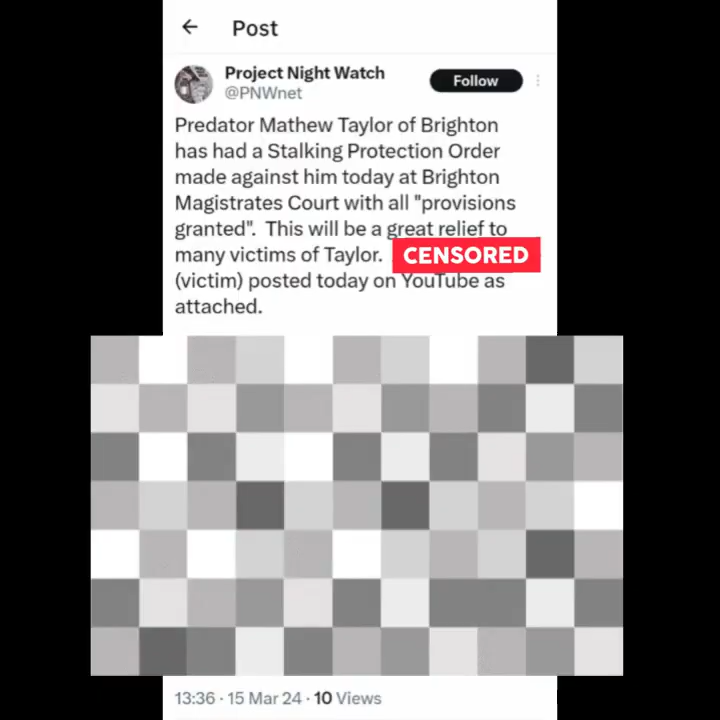 Post
Project Night Watch
@PNWnet
Follow
Predator Mathew Taylor of Brighton
has had a Stalking Protection Order
made against him today at Brighton
Magistrates Court with all "provisions
granted". This will be a great relief to
many victims of Taylor. CENSORED
(victim) posted today on YouTube as
attached.
13:36 · 15 Mar 24 · 10 Views